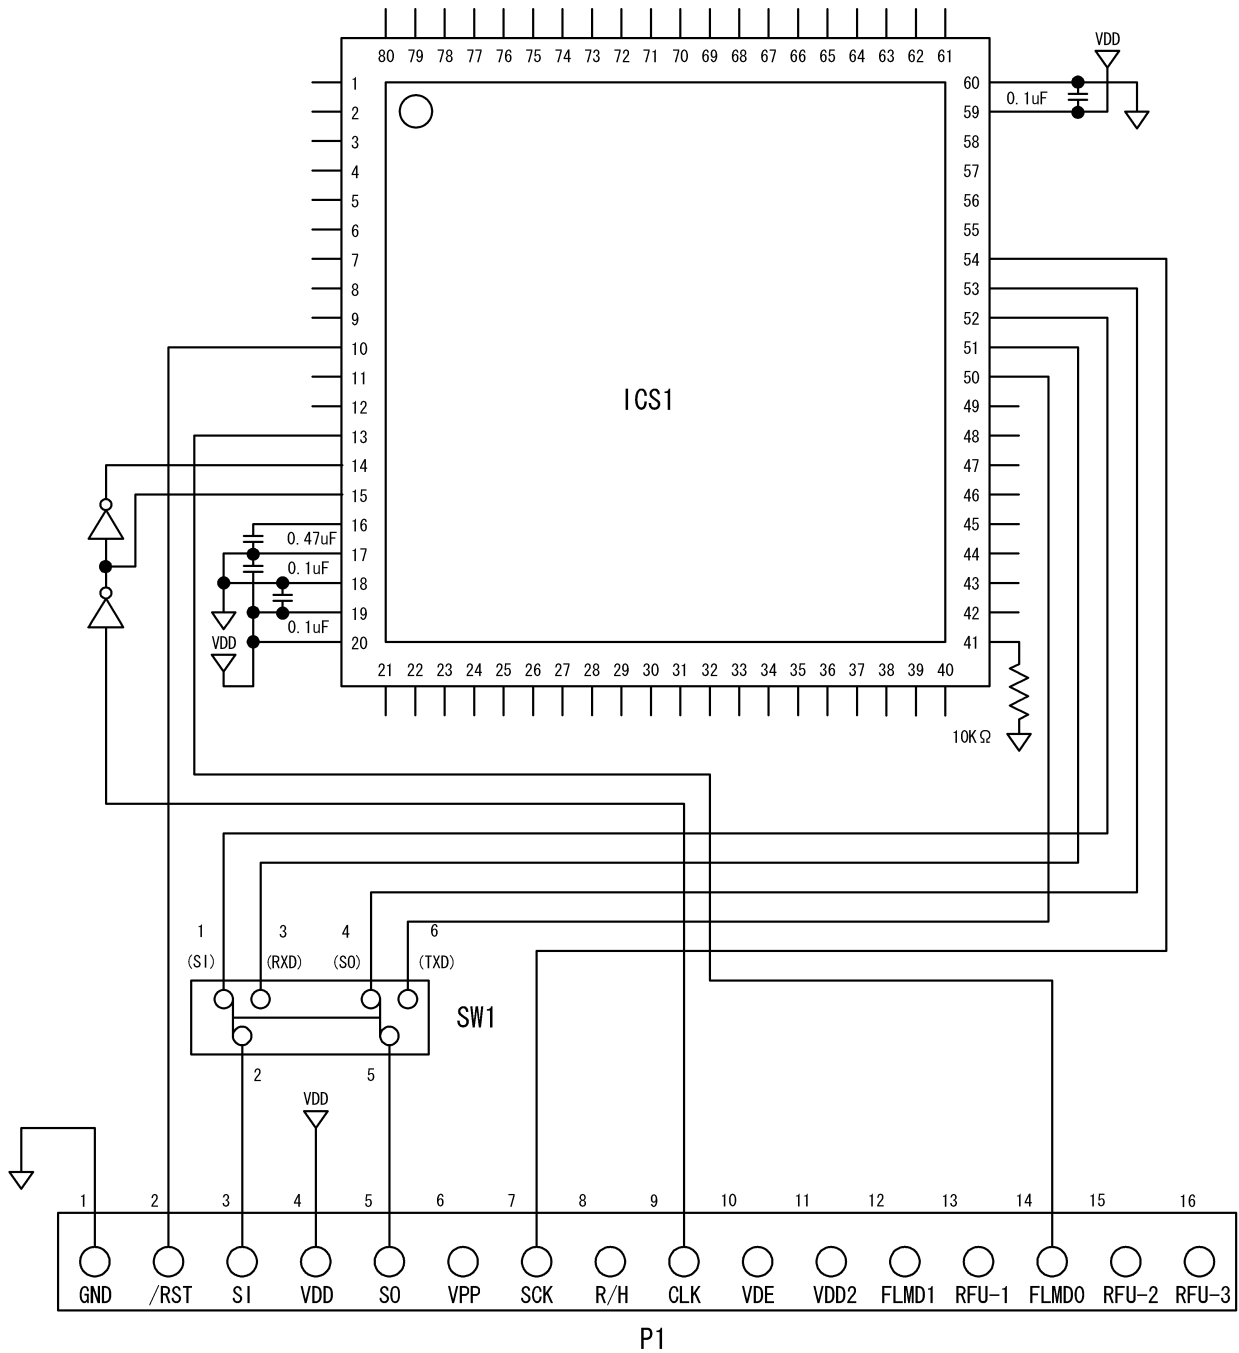 80 79 78 77 76 75 74 73 72 71 70 69 68 67 66 65 64 63 62 61
VDD
1 60
0.1uF
2 59
3 58
4 57
5 56
6 55
7 54
8 53
9 52
10 51
11 50
ICS1
12 49
13 48
14 47
15 46
16 45
0.47uF
17 44
0.1uF
18 43
19 42
0.1uF
VDD
20 41
21 22 23 24 25 26 27 28 29 30 31 32 33 34 35 36 37 38 39 40
10KΩ
1 3 4 6
(SI) (RXD) (SO) (TXD)
SW1
2 5
VDD
1 2 3 4 5 6 7 8 9 10 11 12 13 14 15 16
GND /RST SI VDD SO VPP SCK R/H CLK VDE VDD2 FLMD1 RFU-1 FLMD0 RFU-2 RFU-3
P1